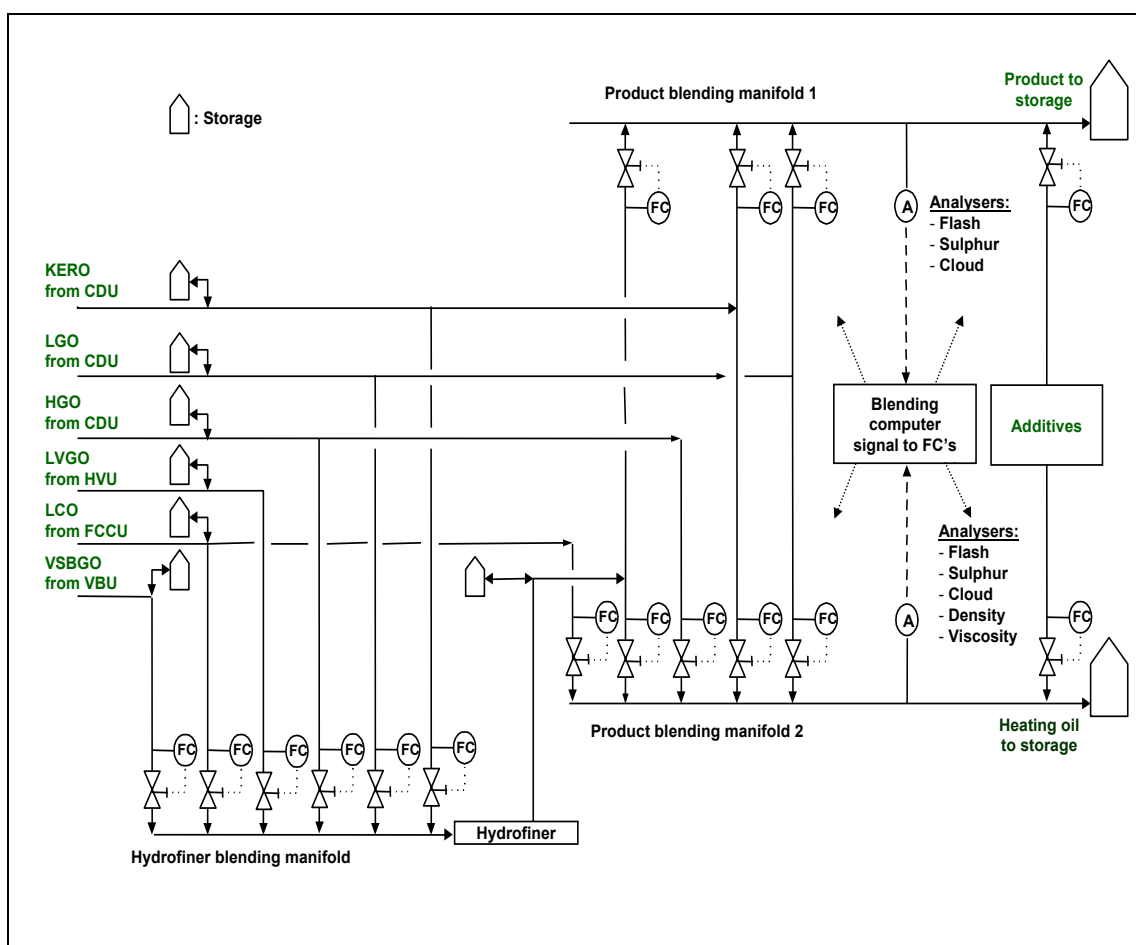 : Storage
Product blending manifold 1
Product to
storage
FC
FC
FC
FC
A
Analysers:
- Flash
- Sulphur
- Cloud
KERO
from CDU
LGO
from CDU
HGO
from CDU
LVGO
from HVU
LCO
from FCCU
VSBGO
from VBU
Blending
computer
signal to FC's
Additives
Analysers:
- Flash
- Sulphur
- Cloud
- Density
- Viscosity
FC
FC
FC
FC
FC
A
FC
Product blending manifold 2
Heating oil
to storage
FC
FC
FC
FC
FC
FC
Hydrofiner
Hydrofiner blending manifold